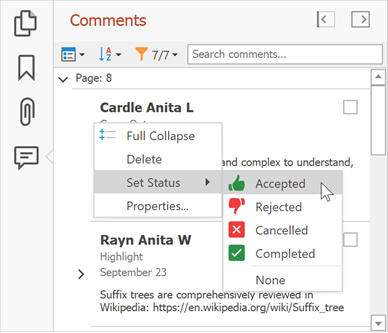 Comments
7/7
Search comments...
Page: 8
Cardle Anita L
Full Collapse
Delete
and complex to understand,
Set Status
Accepted
Properties...
Rejected
Cancelled
Rayn Anita W
Completed
Highlight
September 23
None
Suffix trees are comprehensively reviewed in
Wikipedia: https://en.wikipedia.org/wiki/Suffix_tree